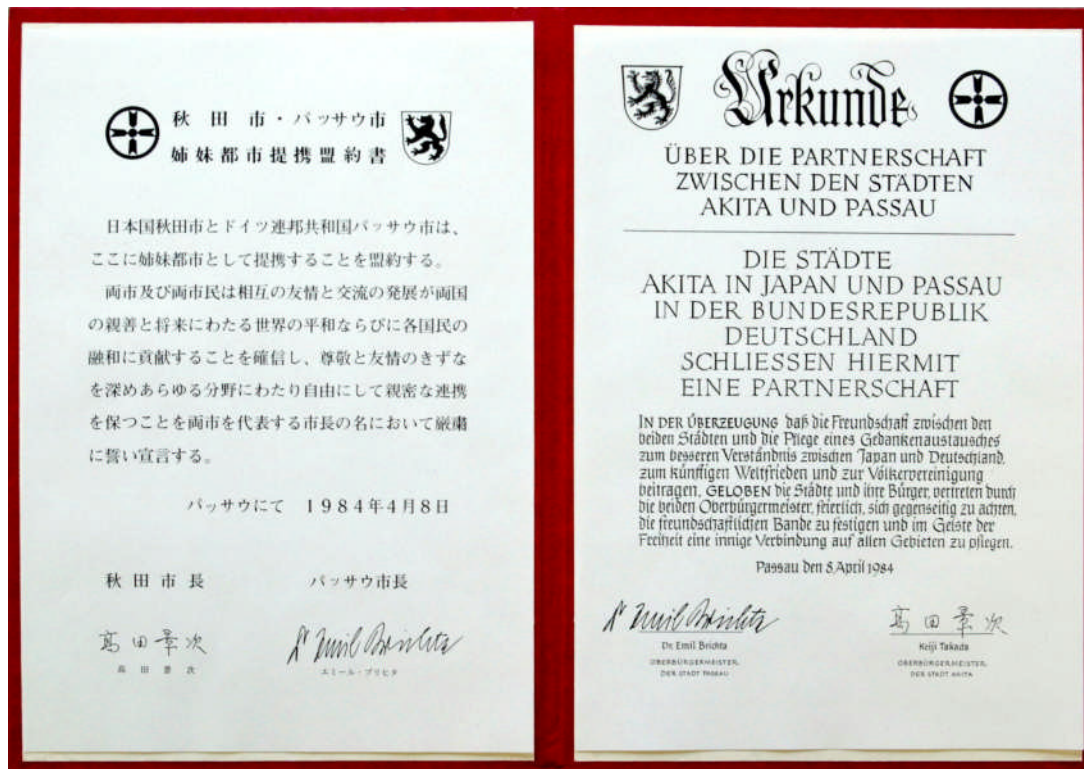 秋田市・パッサウ市
姉妹都市提携盟約書
日本国秋田市とドイツ連邦共和国パッサウ市は、
ここに姉妹都市として提携することを盟約する。
両市及び両市民は相互の友情と交流の発展が両国
の親善と将来にわたる世界の平和ならびに各国民の
融和に貢献することを確信し、尊敬と友情のきずな
を深めあらゆる分野にわたり自由にして親密な連携
を保つことを両市を代表する市長の名において厳粛
に誓い宣言する。
パッサウにて 1984年4月8日
秋田市長 パッサウ市長
高田景次 Dr Emil Brichta
高田景次 エミール・ブリヒタ
Urkunde
ÜBER DIE PARTNERSCHAFT
ZWISCHEN DEN STÄDTEN
AKITA UND PASSAU
DIE STÄDTE
AKITA IN JAPAN UND PASSAU
IN DER BUNDESREPUBLIK
DEUTSCHLAND
SCHLIESSEN HIERMIT
EINE PARTNERSCHAFT
IN DER ÜBERZEUGUNG daß die Freundschaft zwischen den
beiden Städten und die Pflege eines Gedankenaustausches
zum besseren Verständnis zwischen Japan und Deutschland,
zum künftigen Weltfrieden und zur Völkervereinigung
beitragen, GELOBEN die Städte und ihre Bürger, vertreten durch
die beiden Oberbürgermeister, feierlich, sich gegenseitig zu achten,
die freundschaftlichen Bande zu festigen und im Geiste der
Freiheit eine innige Verbindung auf allen Gebieten zu pflegen.
Passau den 8.April 1984
Dr Emil Brichta 高田景次
Dr. Emil Brichta Keiji Takada
OBERBÜRGERMEISTER OBERBÜRGERMEISTER
DER STADT PASSAU DER STADT AKITA